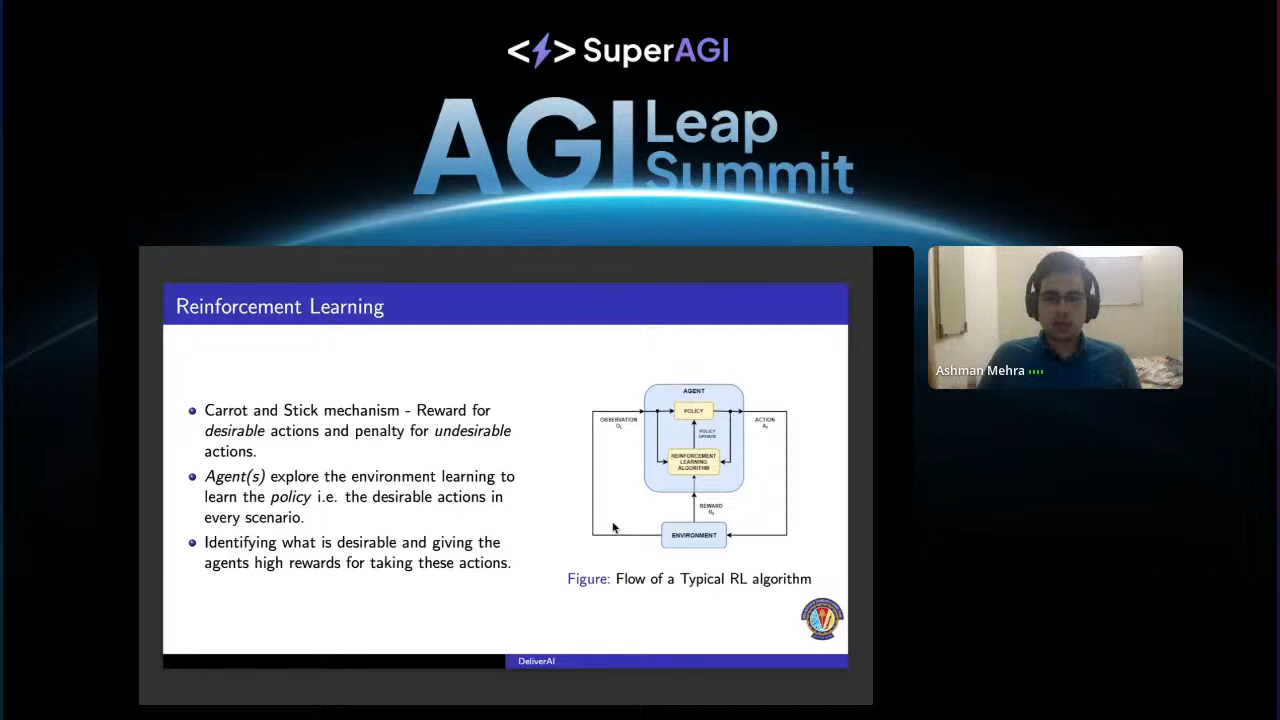 <⚡> SuperAGI
AGI Leap
Summit
Reinforcement Learning
Carrot and Stick mechanism - Reward for
desirable actions and penalty for undesirable
actions.
Agent(s) explore the environment learning to
learn the policy i.e. the desirable actions in
every scenario.
Identifying what is desirable and giving the
agents high rewards for taking these actions.
AGENT
POLICY
OBSERVATION
Oₜ
ACTION
Aₜ
POLICY
UPDATE
REINFORCEMENT
LEARNING
ALGORITHM
REWARD
Rₜ
ENVIRONMENT
Figure: Flow of a Typical RL algorithm
DeliverAI
Ashman Mehra